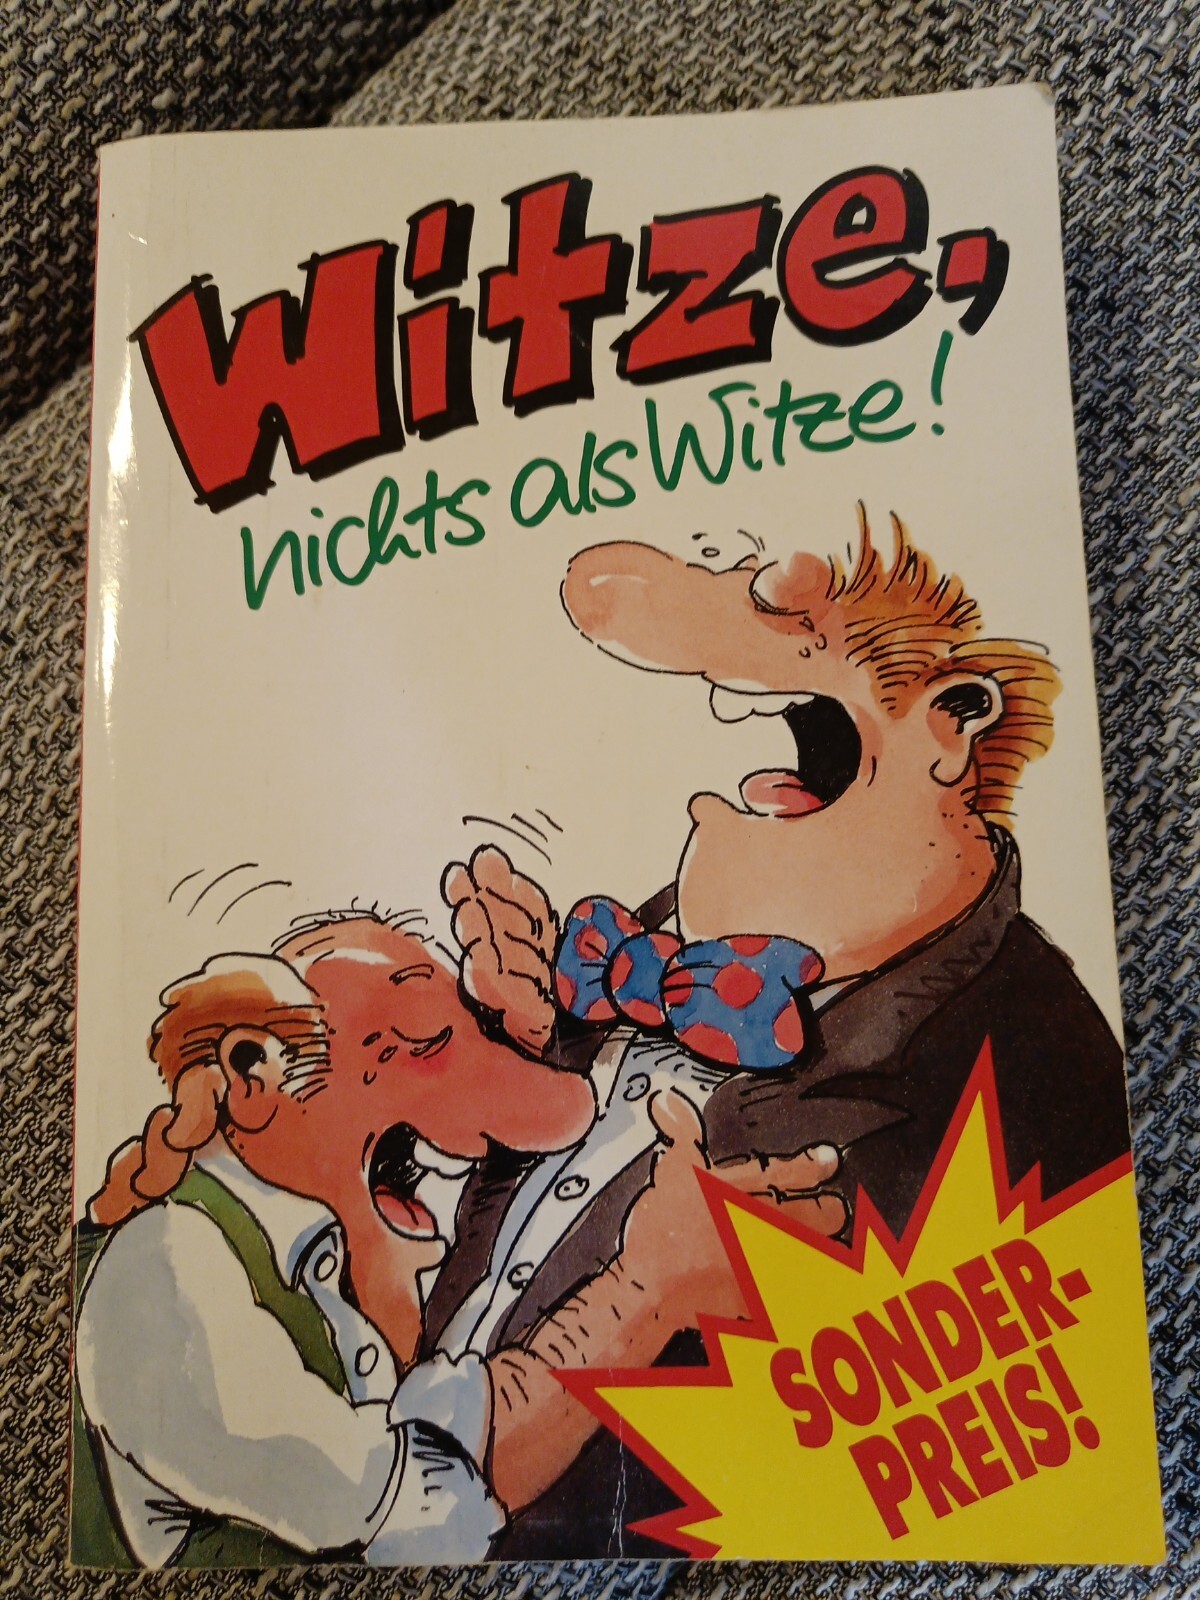 Witze,
nichts als Witze!
SONDER-
PREIS!